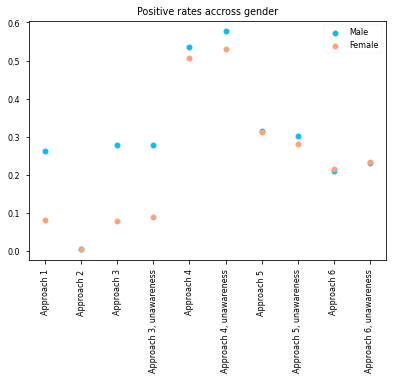 Positive rates accross gender
Male
Female
0.6
0.5
0.4
0.3
0.2
0.1
0.0
Approach 1
Approach 2
Approach 3
Approach 3, unawareness
Approach 4
Approach 4, unawareness
Approach 5
Approach 5, unawareness
Approach 6
Approach 6, unawareness